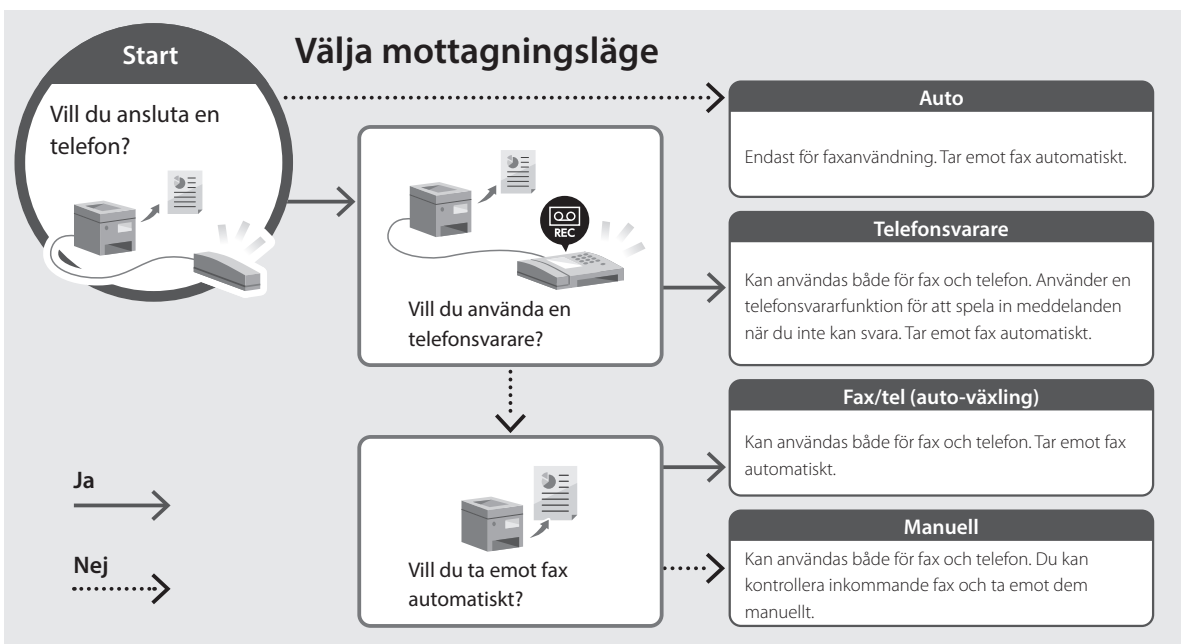 Välja mottagningsläge
Start
Vill du ansluta en
telefon?
REC
Vill du använda en
telefonsvarare?
Vill du ta emot fax
automatiskt?
Auto
Endast för faxanvändning. Tar emot fax automatiskt.
Telefonsvarare
Kan användas både för fax och telefon. Använder en
telefonsvararfunktion för att spela in meddelanden
när du inte kan svara. Tar emot fax automatiskt.
Fax/tel (auto-växling)
Kan användas både för fax och telefon. Tar emot fax
automatiskt.
Manuell
Kan användas både för fax och telefon. Du kan
kontrollera inkommande fax och ta emot dem
manuellt.
Ja
Nej